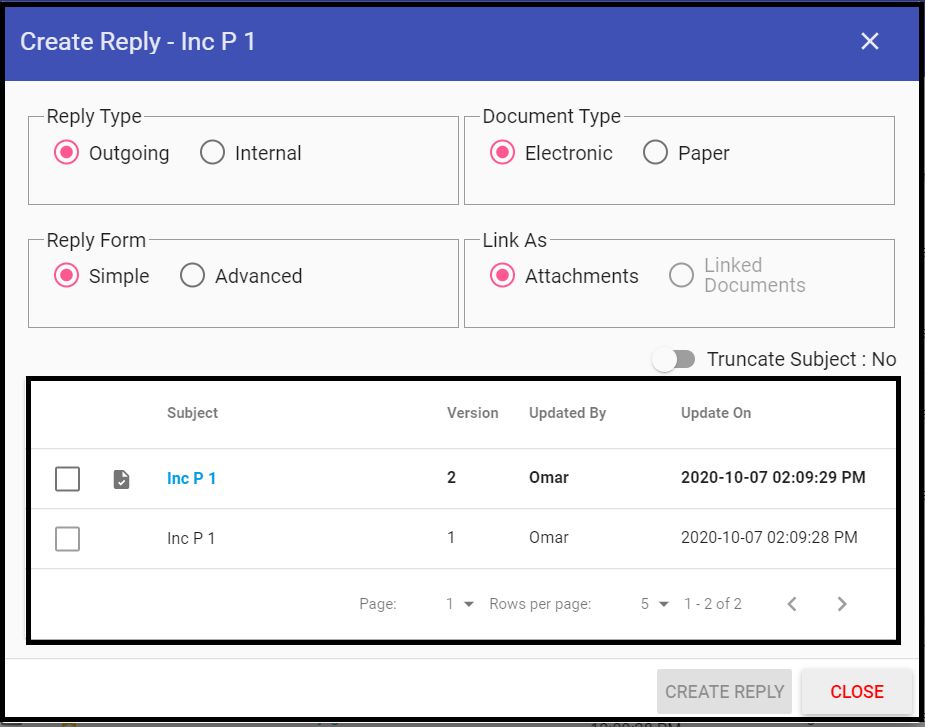 Create Reply - Inc P 1
Reply Type
Outgoing
Internal
Document Type
Electronic
Paper
Reply Form
Simple
Advanced
Link As
Attachments
Linked
Documents
Truncate Subject : No
Subject Version Updated By Update On
Inc P 1 2 Omar 2020-10-07 02:09:29 PM
Inc P 1 1 Omar 2020-10-07 02:09:28 PM
Page: 1 Rows per page: 5 1 - 2 of 2
CREATE REPLY CLOSE